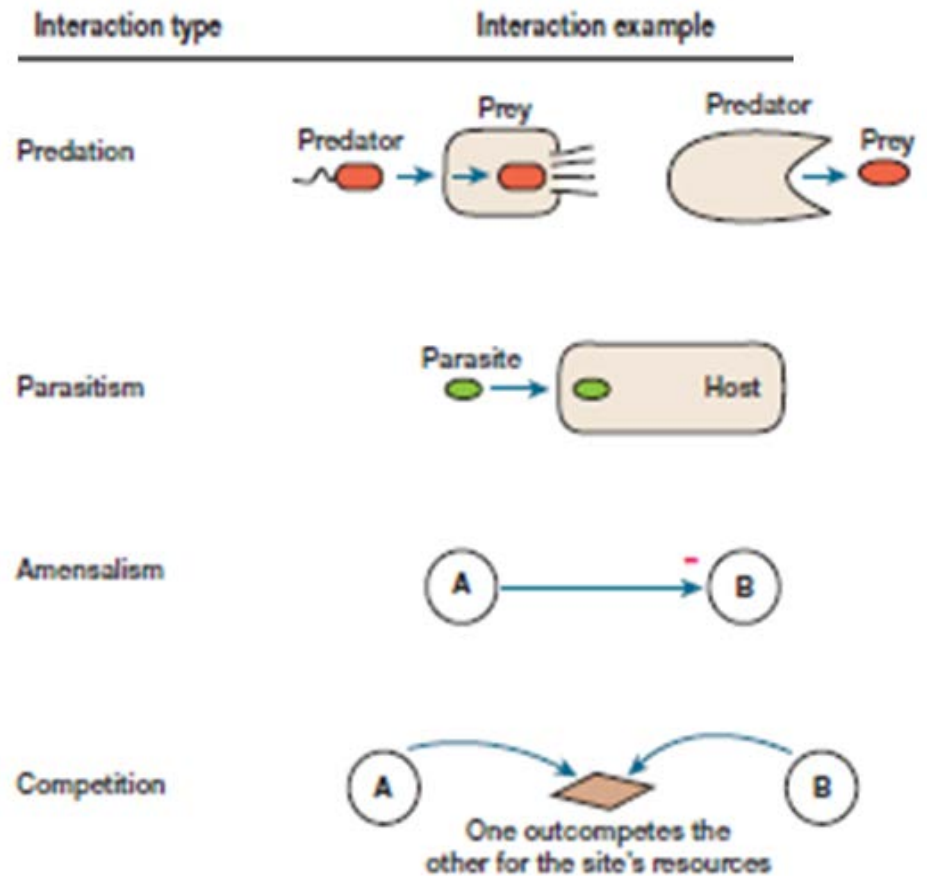 Interaction type Interaction example
Predation
Predator
Prey
Predator
Prey
Parasitism
Parasite
Host
Amensalism
A
-
B
Competition
A
B
One outcompetes the
other for the site's resources